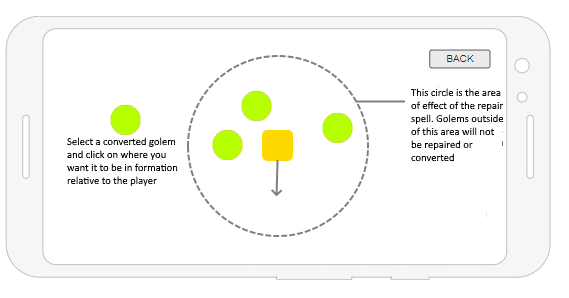 BACK
This circle is the area
of effect of the repair
spell. Golems outside
of this area will not
be repaired or
converted
Select a converted golem
and click on where you
want it to be in formation
relative to the player